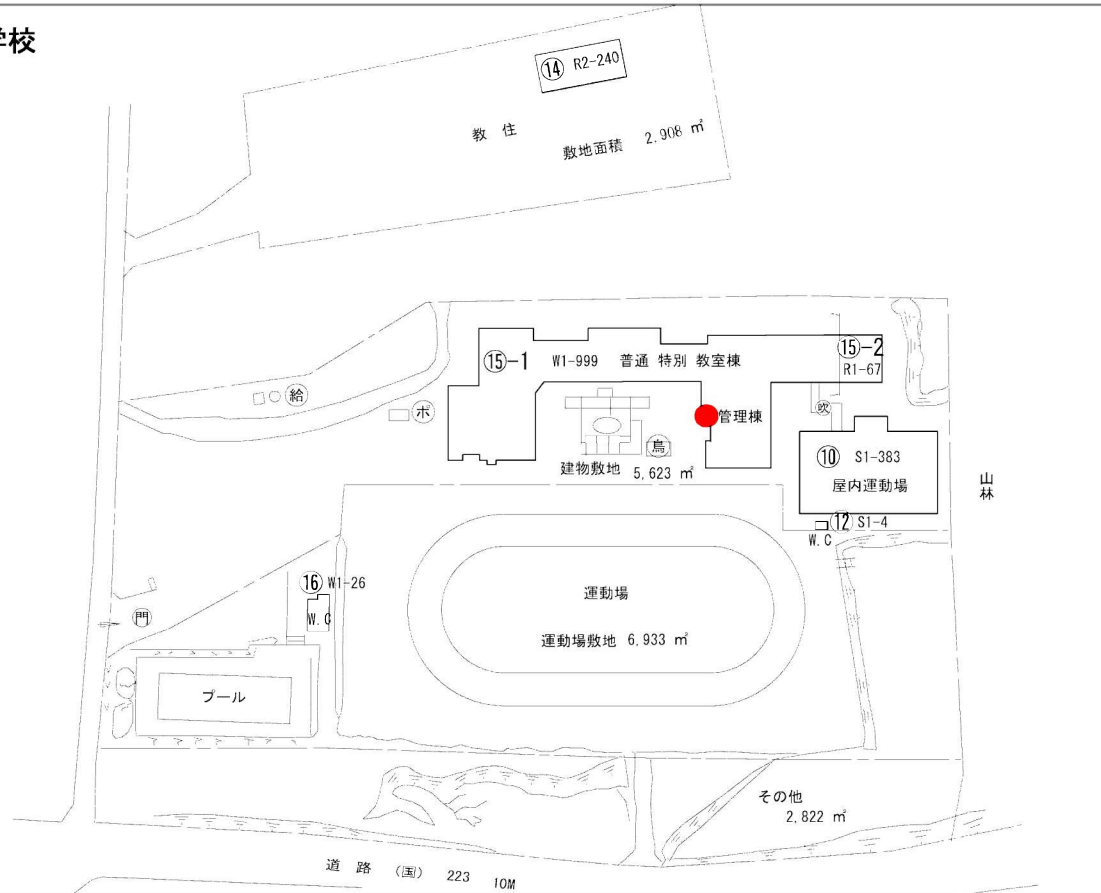 学校
⑭ R2-240
教 住
敷地面積 2,908 ㎡
⑮-1 W1-999 普通 特別 教室棟
⑮-2
R1-67
給
ポ
吹
管理棟
鳥
建物敷地 5,623 ㎡
⑩ S1-383
屋内運動場
山林
⑫ S1-4
W.C
⑯ W1-26
W.C
運動場
運動場敷地 6,933 ㎡
門
プール
その他
2,822 ㎡
道 路 (国) 223 10M